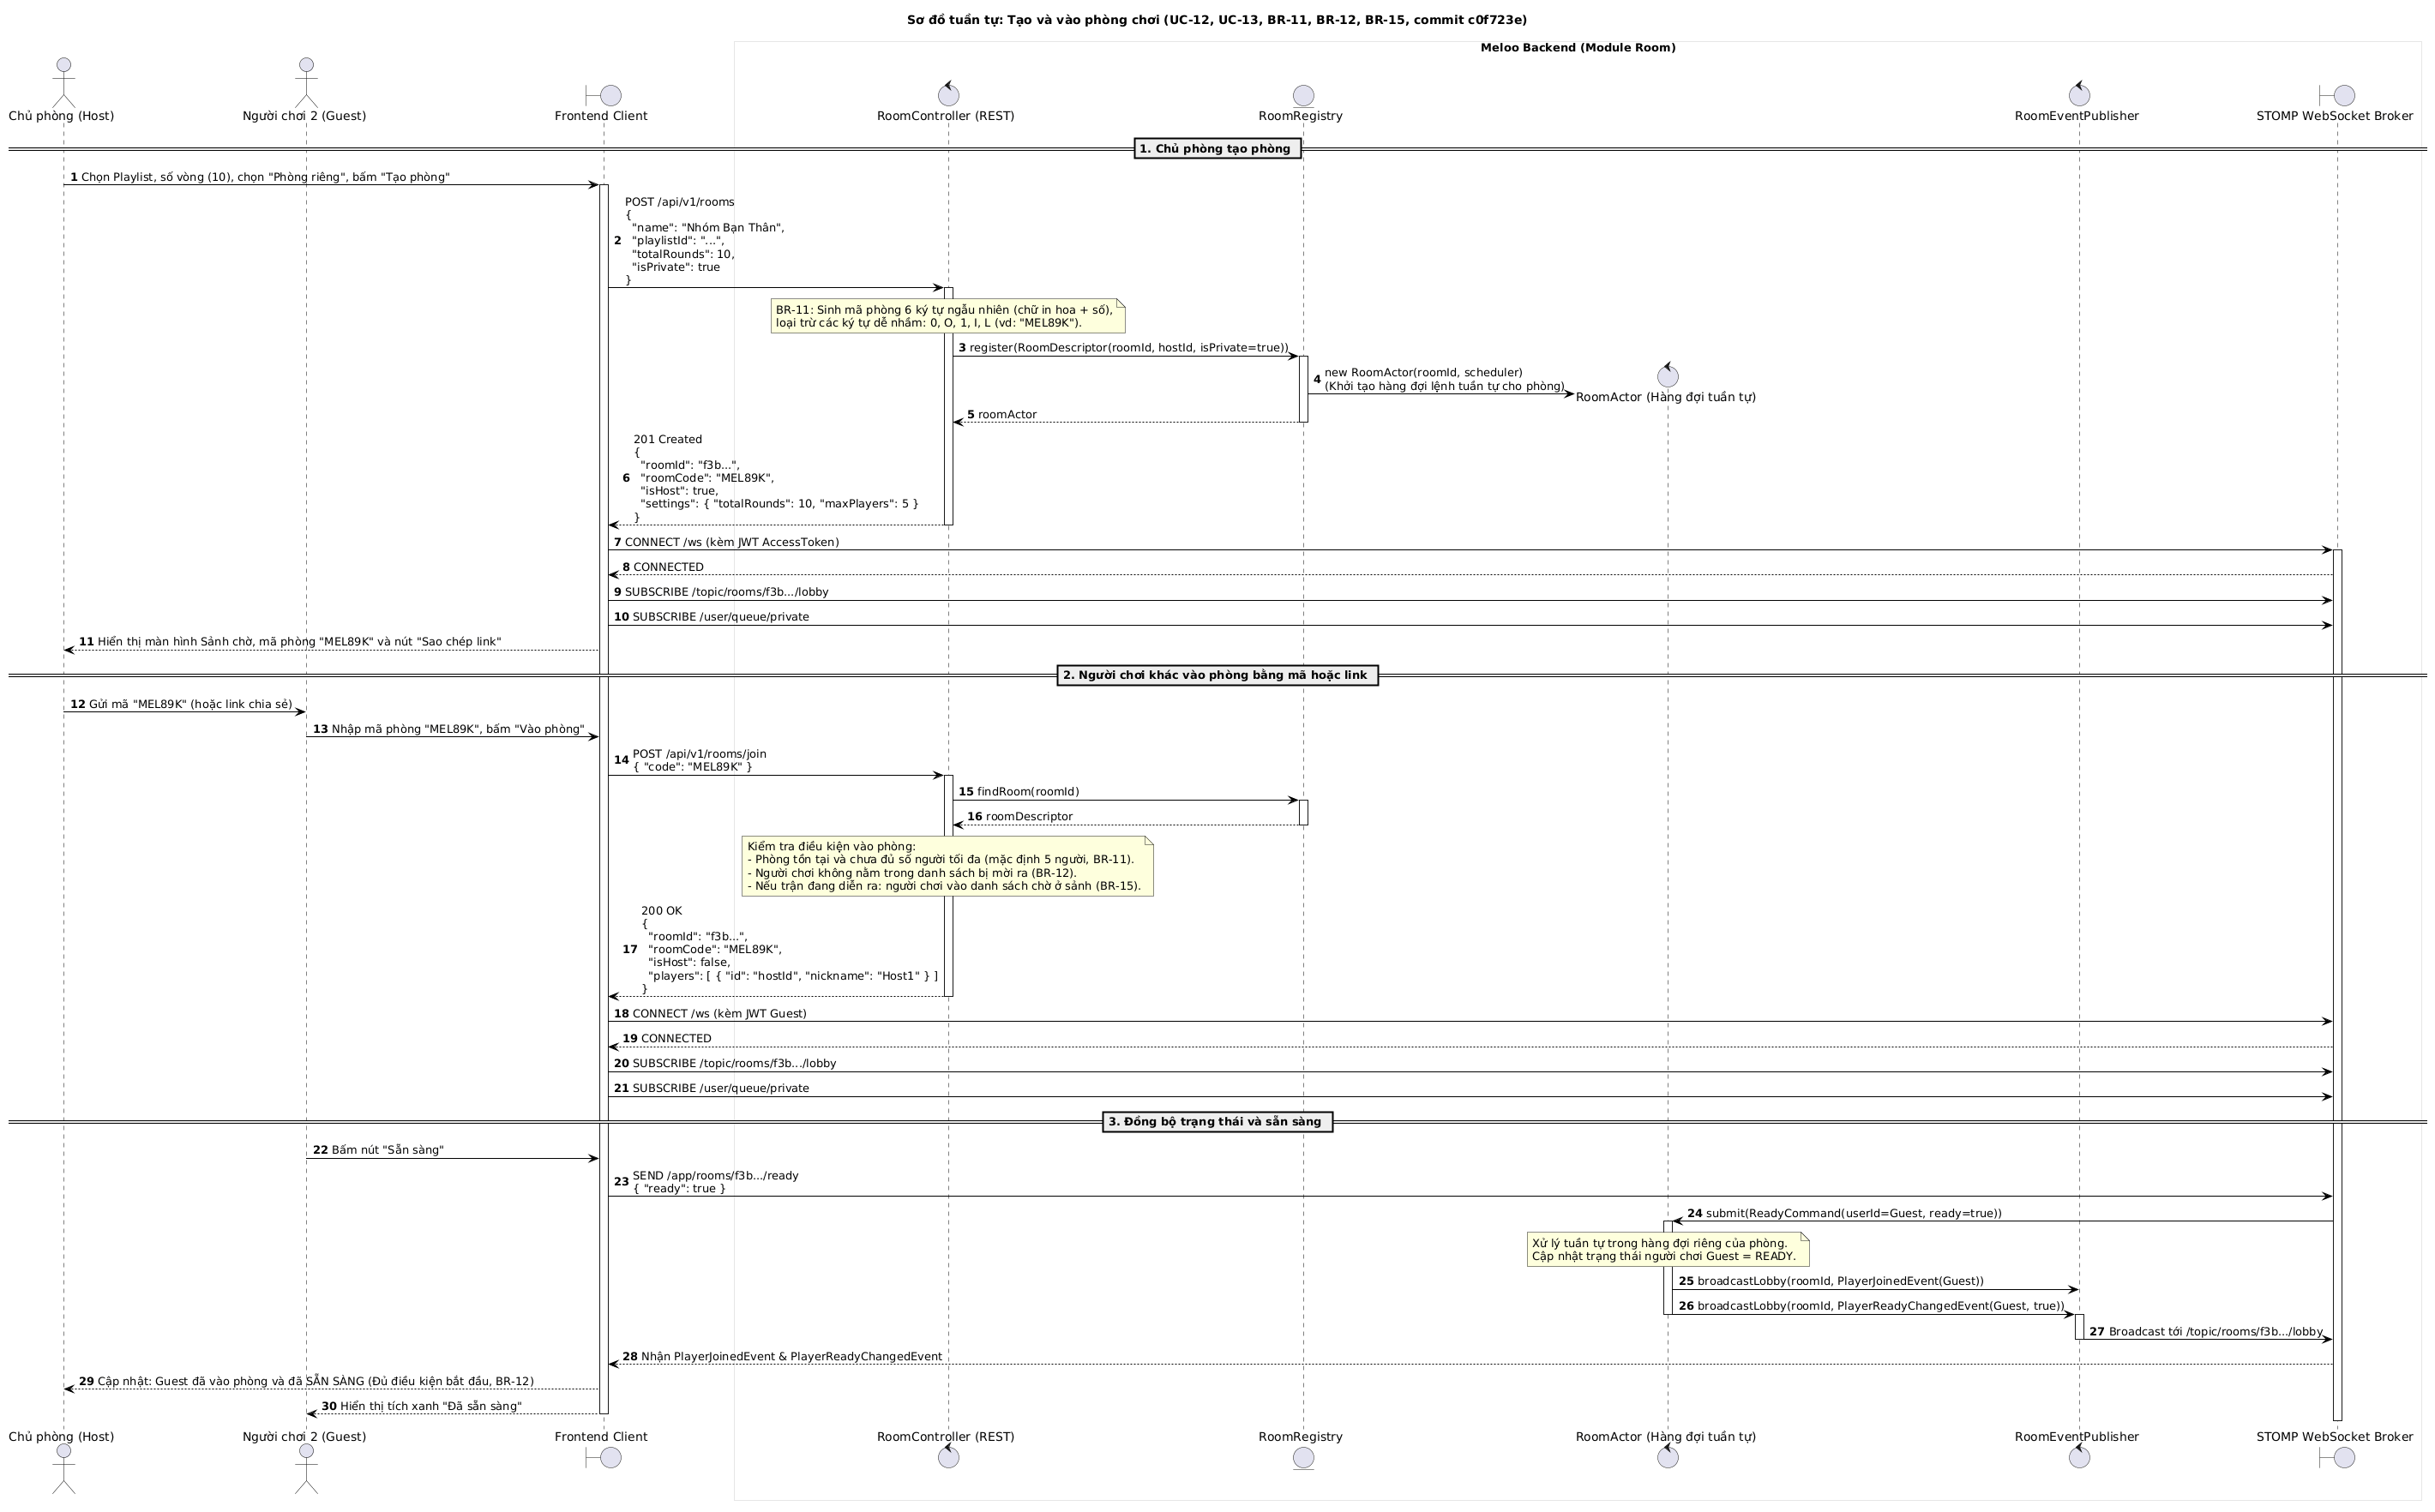 Sơ đồ tuần tự: Tạo và vào phòng chơi (UC-12, UC-13, BR-11, BR-12, BR-15, commit c0f723e)
Meloo Backend (Module Room)
Chủ phòng (Host)
Người chơi 2 (Guest)
Frontend Client
RoomController (REST)
RoomRegistry
RoomEventPublisher
STOMP WebSocket Broker
1. Chủ phòng tạo phòng
1 Chọn Playlist, số vòng (10), chọn "Phòng riêng", bấm "Tạo phòng"
POST /api/v1/rooms
{
"name": "Nhóm Bạn Thân",
2 "playlistId": "...",
"totalRounds": 10,
"isPrivate": true
}
BR-11: Sinh mã phòng 6 ký tự ngẫu nhiên (chữ in hoa + số),
loại trừ các ký tự dễ nhầm: 0, O, 1, I, L (vd: "MEL89K").
3 register(RoomDescriptor(roomId, hostId, isPrivate=true))
4 new RoomActor(roomId, scheduler)
(Khởi tạo hàng đợi lệnh tuần tự cho phòng)
RoomActor (Hàng đợi tuần tự)
5 roomActor
201 Created
{
"roomId": "f3b...",
6 "roomCode": "MEL89K",
"isHost": true,
"settings": { "totalRounds": 10, "maxPlayers": 5 }
}
7 CONNECT /ws (kèm JWT AccessToken)
8 CONNECTED
9 SUBSCRIBE /topic/rooms/f3b.../lobby
10 SUBSCRIBE /user/queue/private
11 Hiển thị màn hình Sảnh chờ, mã phòng "MEL89K" và nút "Sao chép link"
2. Người chơi khác vào phòng bằng mã hoặc link
12 Gửi mã "MEL89K" (hoặc link chia sẻ)
13 Nhập mã phòng "MEL89K", bấm "Vào phòng"
14 POST /api/v1/rooms/join
{ "code": "MEL89K" }
15 findRoom(roomId)
16 roomDescriptor
Kiểm tra điều kiện vào phòng:
- Phòng tồn tại và chưa đủ số người tối đa (mặc định 5 người, BR-11).
- Người chơi không nằm trong danh sách bị mời ra (BR-12).
- Nếu trận đang diễn ra: người chơi vào danh sách chờ ở sảnh (BR-15).
200 OK
{
"roomId": "f3b...",
17 "roomCode": "MEL89K",
"isHost": false,
"players": [ { "id": "hostId", "nickname": "Host1" } ]
}
18 CONNECT /ws (kèm JWT Guest)
19 CONNECTED
20 SUBSCRIBE /topic/rooms/f3b.../lobby
21 SUBSCRIBE /user/queue/private
3. Đồng bộ trạng thái và sẵn sàng
22 Bấm nút "Sẵn sàng"
23 SEND /app/rooms/f3b.../ready
{ "ready": true }
24 submit(ReadyCommand(userId=Guest, ready=true))
Xử lý tuần tự trong hàng đợi riêng của phòng.
Cập nhật trạng thái người chơi Guest = READY.
25 broadcastLobby(roomId, PlayerJoinedEvent(Guest))
26 broadcastLobby(roomId, PlayerReadyChangedEvent(Guest, true))
27 Broadcast tới /topic/rooms/f3b.../lobby
28 Nhận PlayerJoinedEvent & PlayerReadyChangedEvent
29 Cập nhật: Guest đã vào phòng và đã SẴN SÀNG (Đủ điều kiện bắt đầu, BR-12)
30 Hiển thị tích xanh "Đã sẵn sàng"
Chủ phòng (Host)
Người chơi 2 (Guest)
Frontend Client
RoomController (REST)
RoomRegistry
RoomActor (Hàng đợi tuần tự)
RoomEventPublisher
STOMP WebSocket Broker